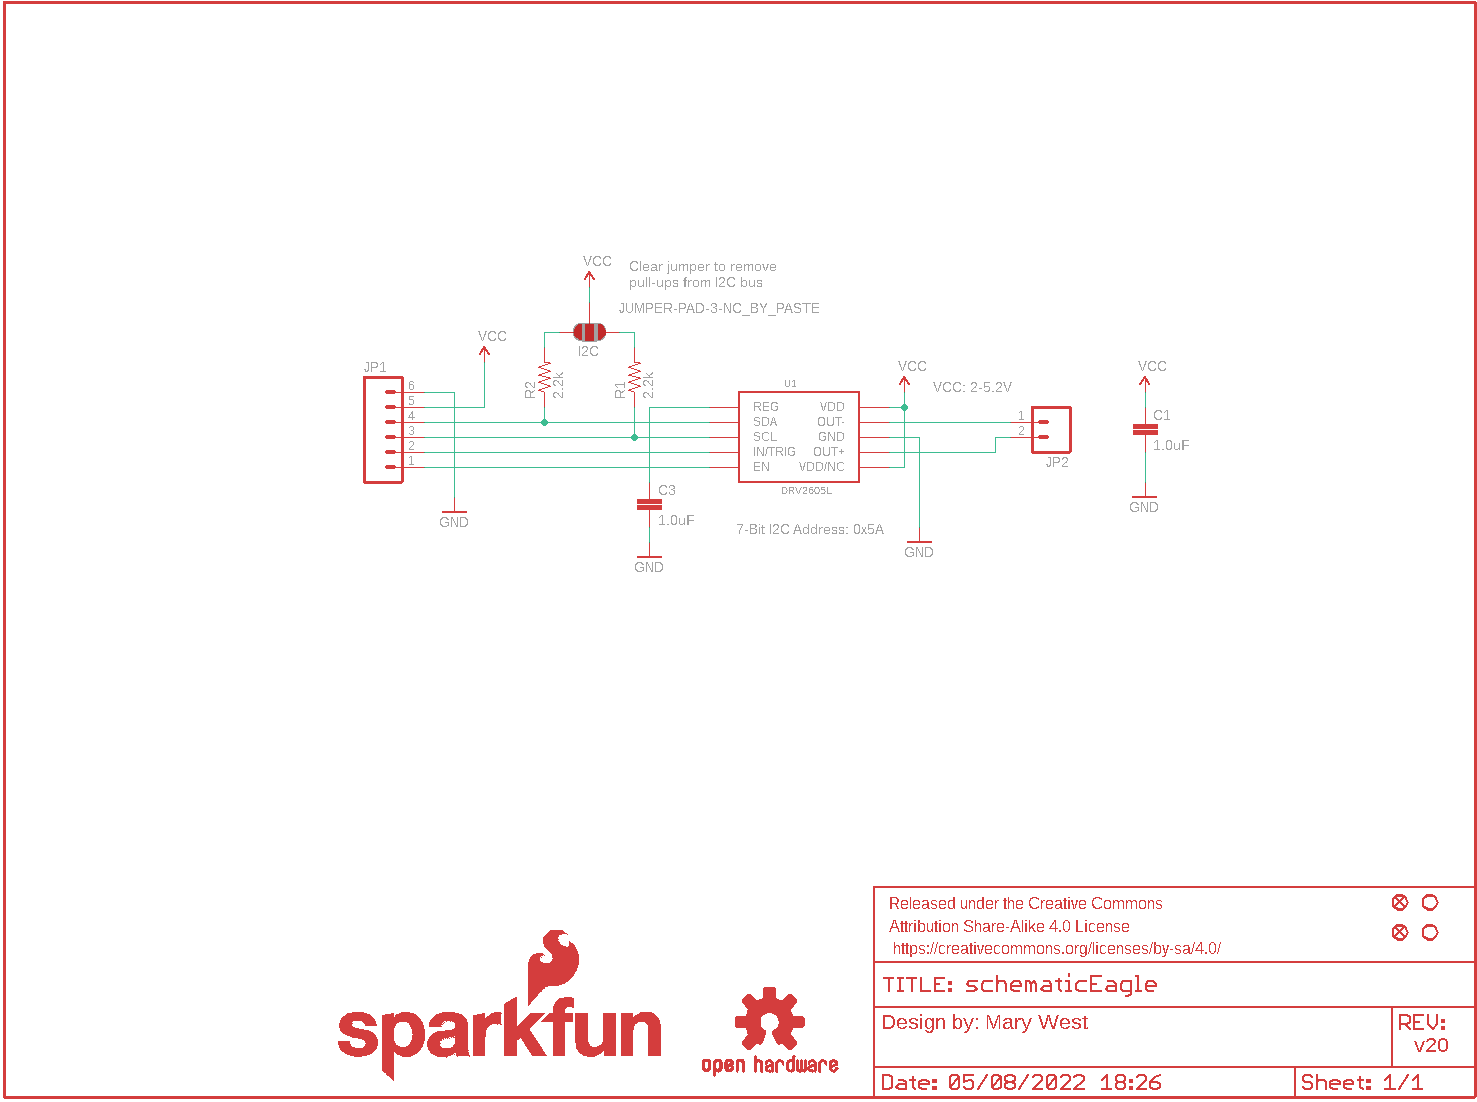 VCC
Clear jumper to remove
pull-ups from I2C bus
JUMPER-PAD-3-NC_BY_PASTE
I2C
VCC
R2
2.2k
R1
2.2k
JP1
6
5
4
3
2
1
GND
U1
REG
SDA
SCL
IN/TRIG
EN
VDD
OUT-
GND
OUT+
VDD/NC
DRV2605L
C3
1.0uF
GND
7-Bit I2C Address: 0x5A
VCC
VCC: 2-5.2V
GND
1
2
JP2
VCC
C1
1.0uF
GND
sparkfun
open hardware
Released under the Creative Commons
Attribution Share-Alike 4.0 License
https://creativecommons.org/licenses/by-sa/4.0/
TITLE: schematicEagle
Design by: Mary West
REV:
v20
Date: 05/08/2022 18:26
Sheet: 1/1